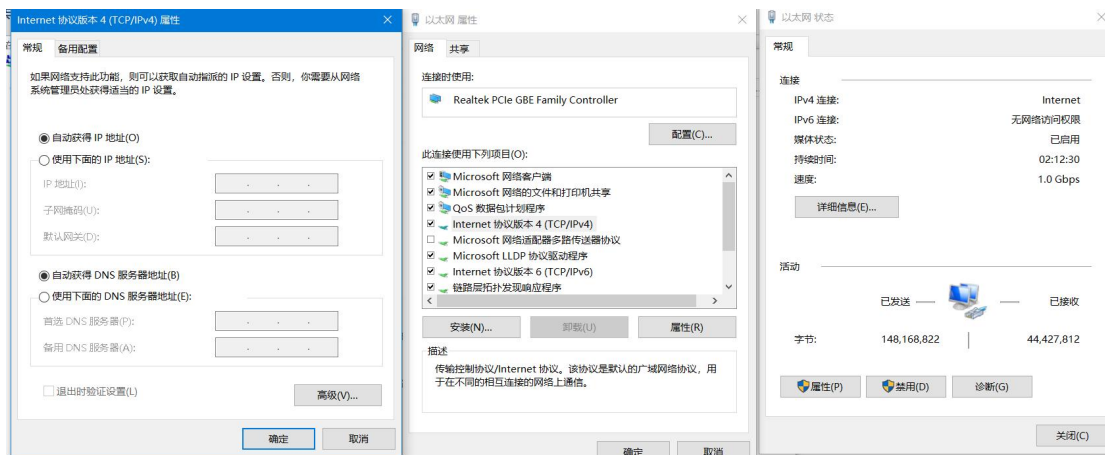 Internet 协议版本 4 (TCP/IPv4) 属性
常规 备用配置
如果网络支持此功能，则可以获取自动指派的 IP 设置。否则，你需要从网络
系统管理员处获得适当的 IP 设置。
自动获得 IP 地址(O)
使用下面的 IP 地址(S):
IP 地址(I):
子网掩码(U):
默认网关(D):
自动获得 DNS 服务器地址(B)
使用下面的 DNS 服务器地址(E):
首选 DNS 服务器(P):
备用 DNS 服务器(A):
退出时验证设置(L)
高级(V)...
确定 取消
以太网 属性
网络 共享
连接时使用:
Realtek PCIe GBE Family Controller
配置(C)...
此连接使用下列项目(O):
Microsoft 网络客户端
Microsoft 网络的文件和打印机共享
QoS 数据包计划程序
Internet 协议版本 4 (TCP/IPv4)
Microsoft 网络适配器多路传送器协议
Microsoft LLDP 协议驱动程序
Internet 协议版本 6 (TCP/IPv6)
链路层拓扑发现响应程序
安装(N)... 卸载(U) 属性(R)
描述
传输控制协议/Internet 协议。该协议是默认的广域网络协议，用
于在不同的相互连接的网络上通信。
确定 取消
以太网 状态
常规
连接
IPv4 连接: Internet
IPv6 连接: 无网络访问权限
媒体状态: 已启用
持续时间: 02:12:30
速度: 1.0 Gbps
详细信息(E)...
活动
已发送 已接收
字节: 148,168,822 44,427,812
属性(P) 禁用(D) 诊断(G)
关闭(C)